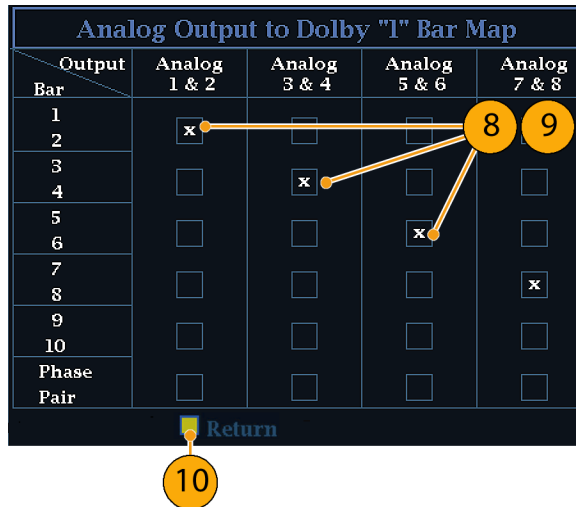 Analog Output to Dolby "1" Bar Map
Output
Bar
Analog
1 & 2
Analog
3 & 4
Analog
5 & 6
Analog
7 & 8
1
2
x
8
9
3
4
x
5
6
x
7
8
x
9
10
Phase
Pair
Return
10